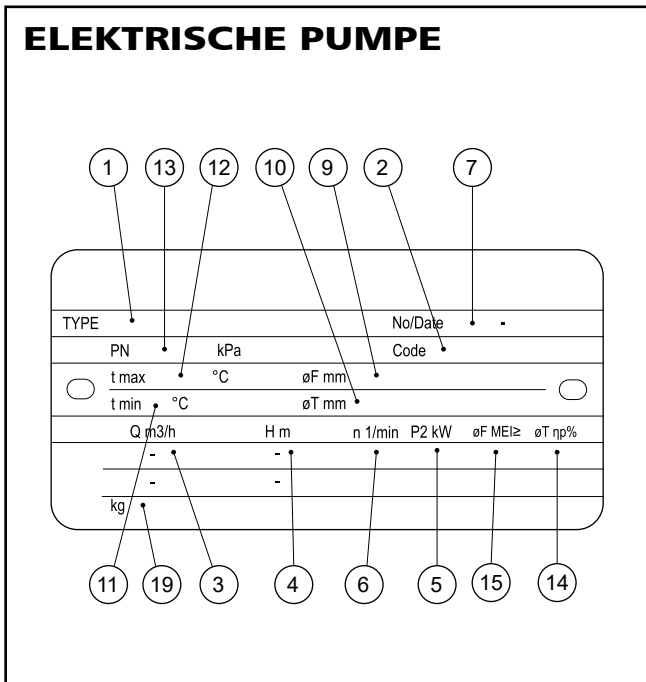 ELEKTRISCHE PUMPE
1 13 12 10 9 2 7
TYPE No/Date -
PN kPa Code
t max °C øF mm
t min °C øT mm
Q m3/h H m n 1/min P2 kW øF MEI≥ øT ηp%
- -
- -
kg
11 19 3 4 6 5 15 14